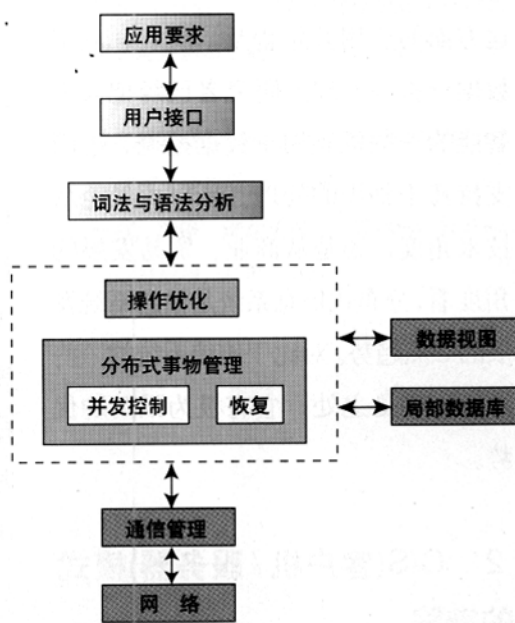 应用要求
用户接口
词法与语法分析
操作优化
分布式事物管理
并发控制 恢复
数据视图
局部数据库
通信管理
网 络